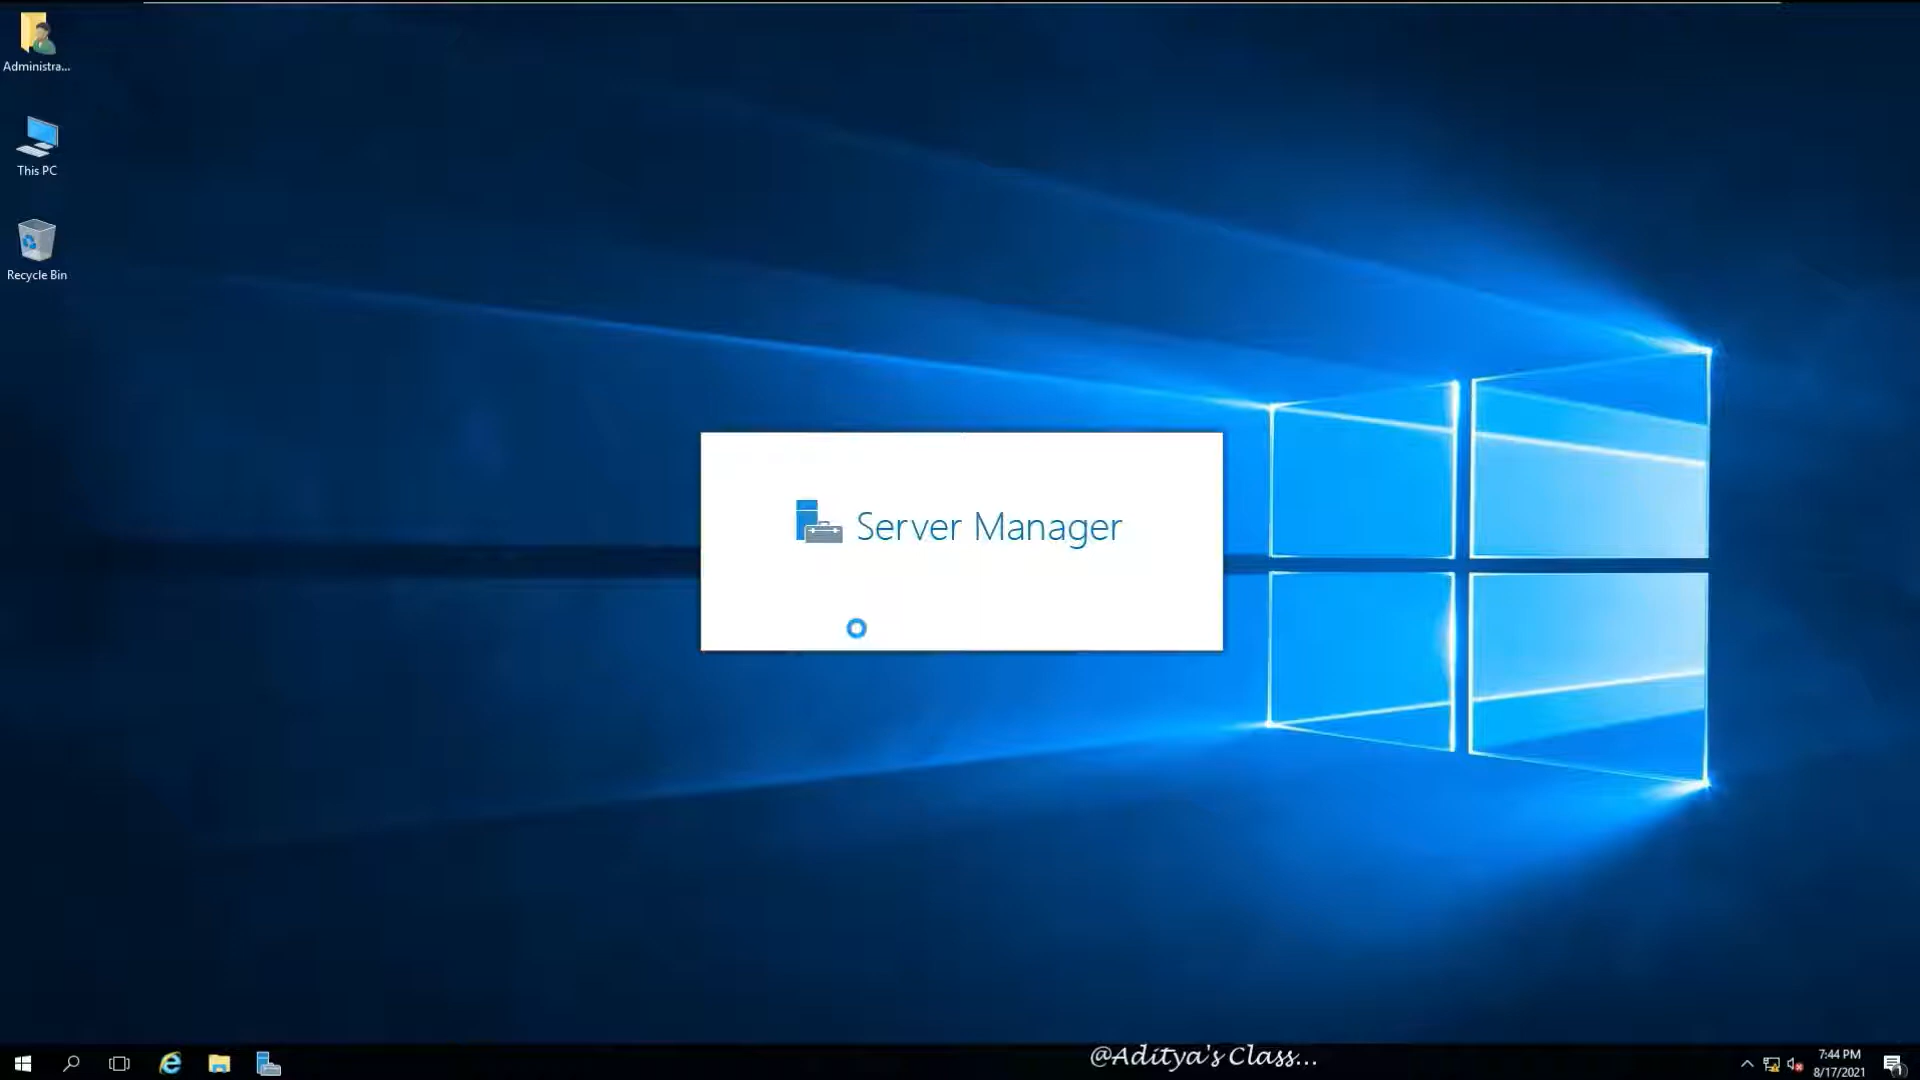 Administra...
This PC
Recycle Bin
Server Manager
@Aditya's Class...
7:44 PM
8/17/2021